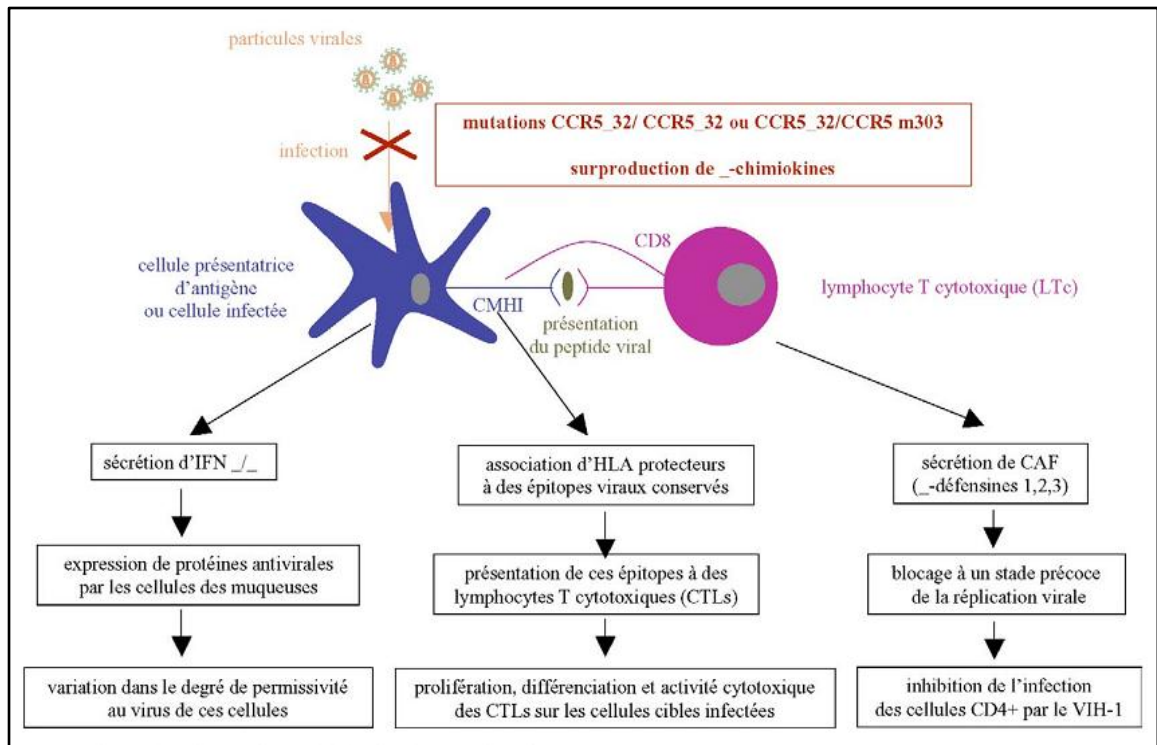 particules virales
mutations CCR5_32/ CCR5_32 ou CCR5_32/CCR5 m303
infection
surproduction de _-chimiokines
CD8
cellule présentatrice
d'antigène
ou cellule infectée
lymphocyte T cytotoxique (LTc)
CMHI
présentation
du peptide viral
sécrétion d'IFN _/_
association d'HLA protecteurs
à des épitopes viraux conservés
sécrétion de CAF
(_-défensines 1,2,3)
expression de protéines antivirales
par les cellules des muqueuses
présentation de ces épitopes à des
lymphocytes T cytotoxiques (CTLs)
blocage à un stade précoce
de la réplication virale
variation dans le degré de permissivité
au virus de ces cellules
prolifération, différenciation et activité cytotoxique
des CTLs sur les cellules cibles infectées
inhibition de l'infection
des cellules CD4+ par le VIH-1